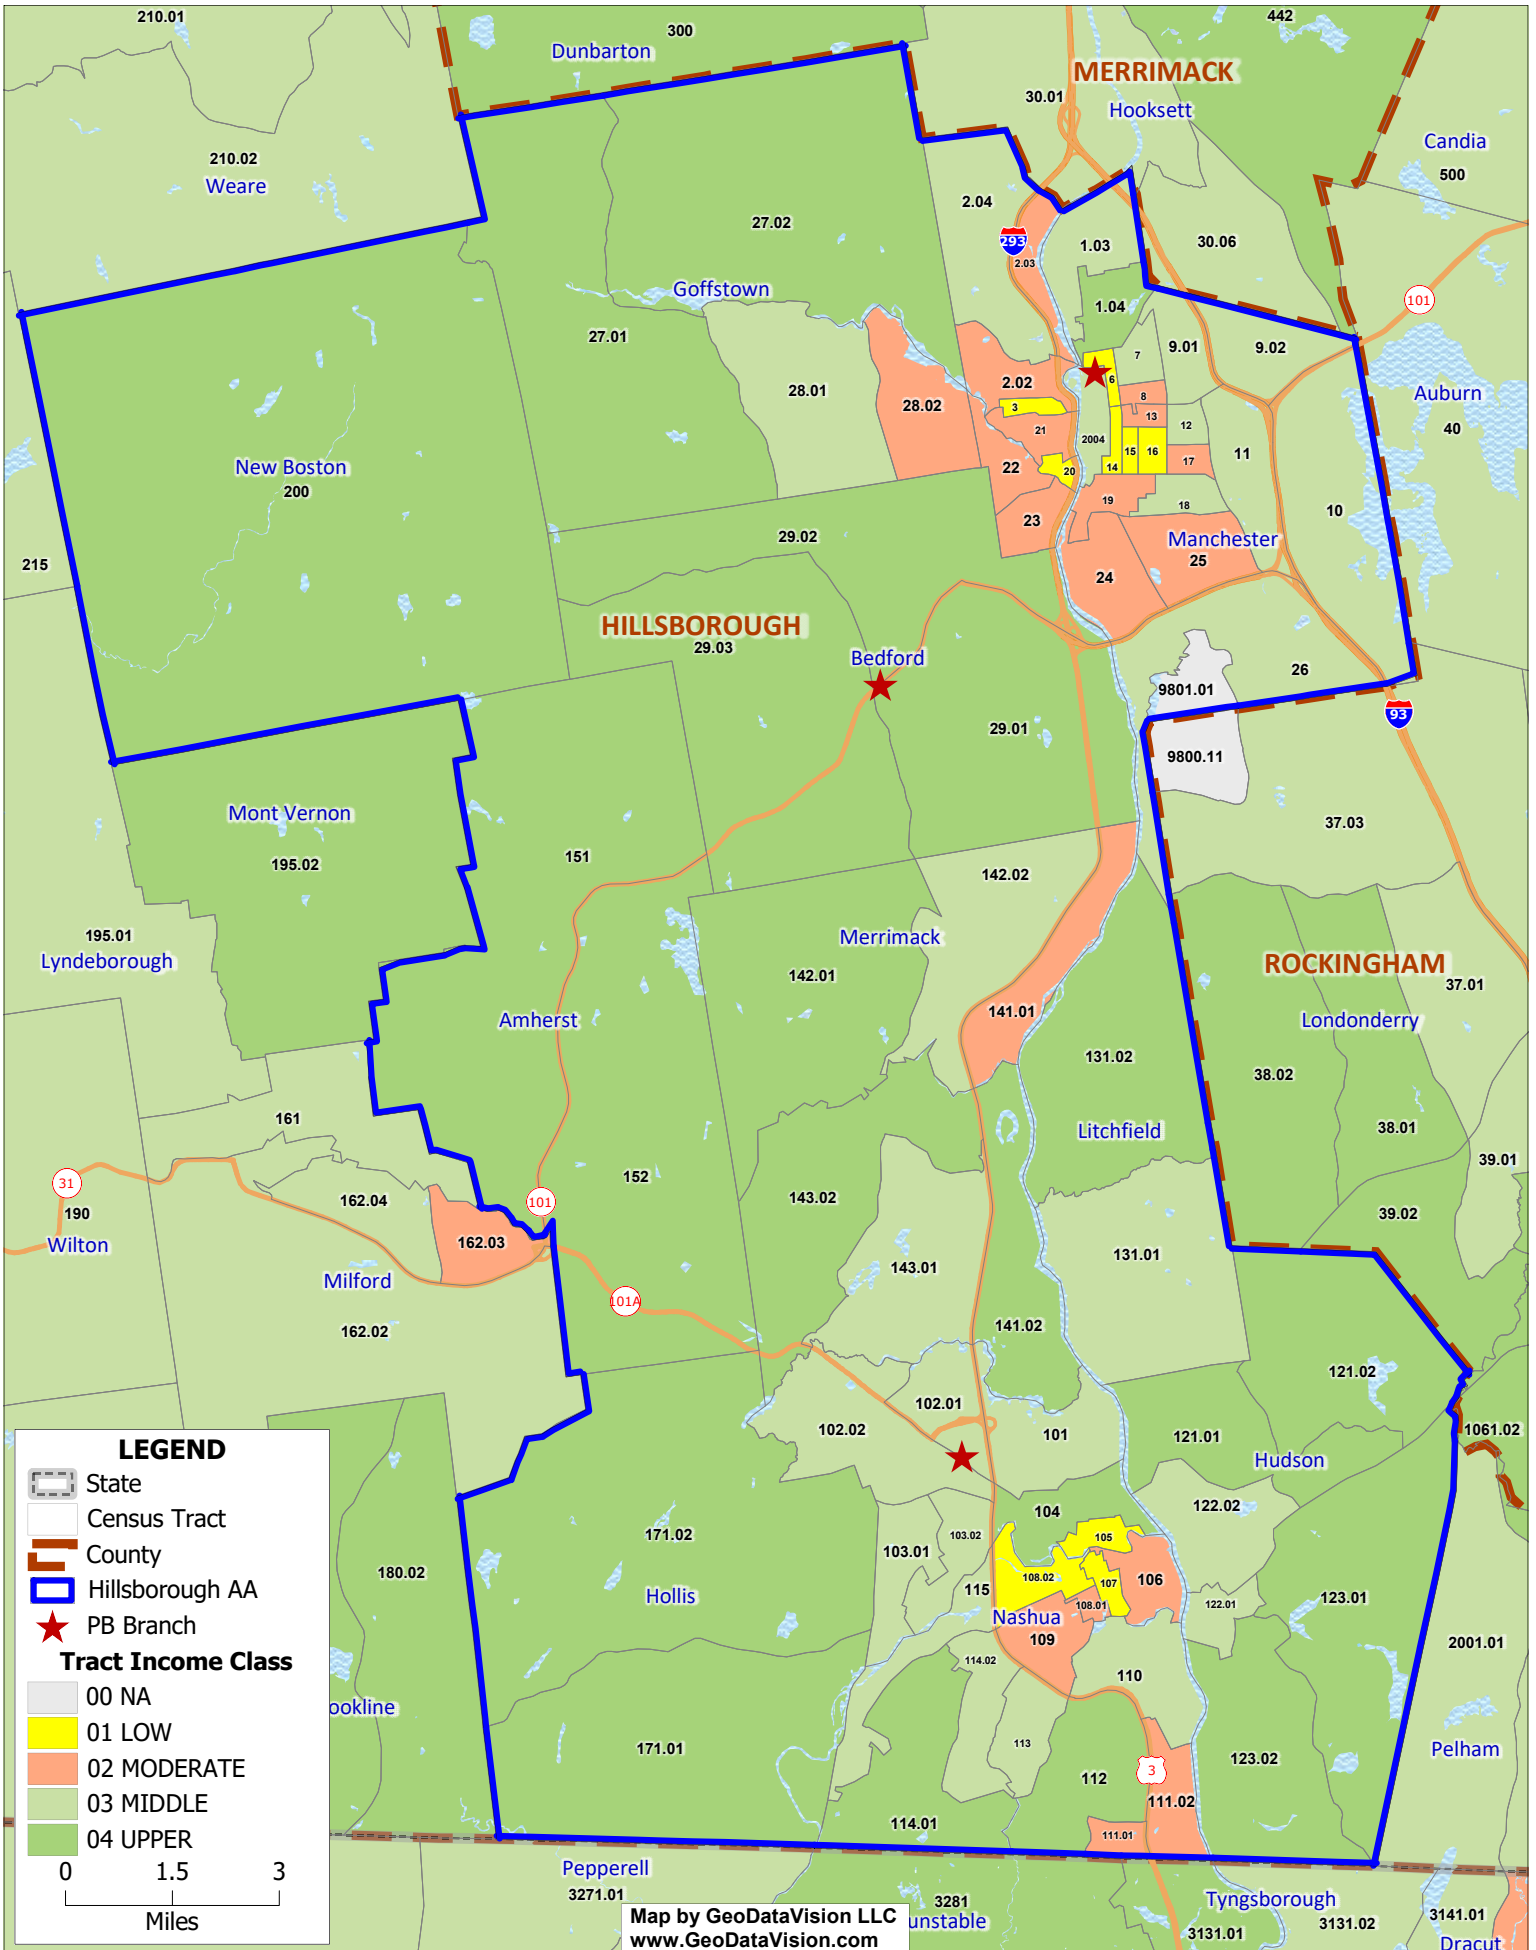 210.01
300
442
Dunbarton
MERRIMACK
30.01
Hooksett
Candia
210.02
500
Weare
2.04
27.02
1.03
30.06
293
2.03
Goffstown
101
1.04
27.01
7
9.01
9.02
6
2.02
28.01
8
Auburn
28.02
3
13
12
40
21
2004
15
16
11
New Boston
22
20
14
17
200
19
18
10
23
29.02
Manchester
25
215
24
HILLSBOROUGH
29.03
Bedford
26
9801.01
93
29.01
9800.11
Mont Vernon
37.03
195.02
151
142.02
195.01
Merrimack
Lyndeborough
ROCKINGHAM
142.01
37.01
141.01
Amherst
Londonderry
131.02
38.02
161
Litchfield
38.01
39.01
31
152
162.04
101
143.02
190
39.02
Wilton
162.03
131.01
143.01
Milford
101A
162.02
141.02
121.02
102.01
102.02
101
121.01
1061.02
Hudson
LEGEND
State
Census Tract
County
Hillsborough AA
PB Branch
Tract Income Class
00 NA
01 LOW
02 MODERATE
03 MIDDLE
04 UPPER
0 1.5 3
Miles
122.02
104
171.02
103.02
105
103.01
180.02
108.02
107
106
115
Hollis
108.01
122.01
123.01
Nashua
109
2001.01
114.02
110
ookline
171.01
113
Pelham
123.02
112
3
111.02
114.01
111.01
Pepperell
3271.01
3281
unstable
Tyngsborough
3131.01
3131.02
3141.01
Dracut
Map by GeoDataVision LLC
www.GeoDataVision.com